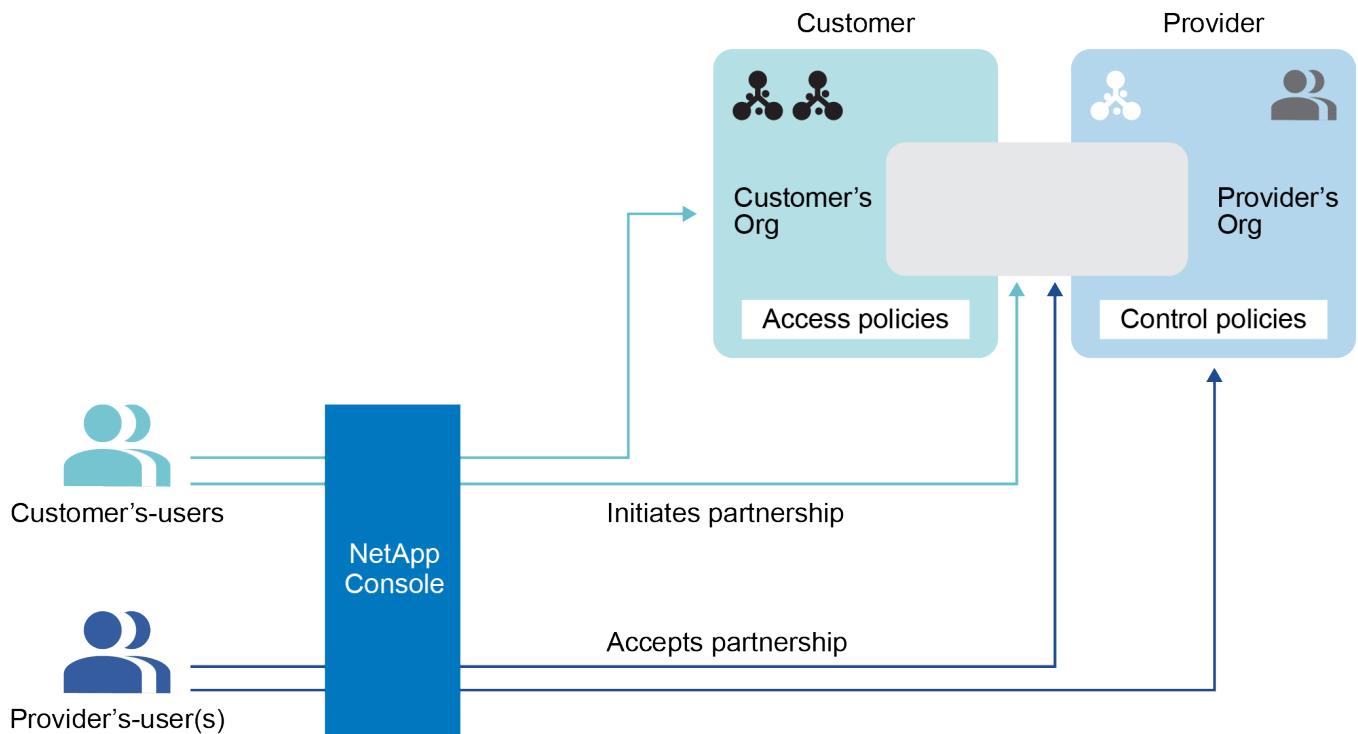 Customer
Provider
Customer’s
Org
Provider’s
Org
Access policies
Control policies
Customer’s-users
Initiates partnership
NetApp
Console
Accepts partnership
Provider’s-user(s)